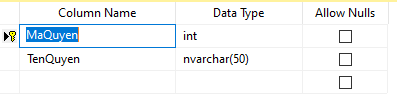 Column Name Data Type Allow Nulls
MaQuyen int
TenQuyen nvarchar(50)